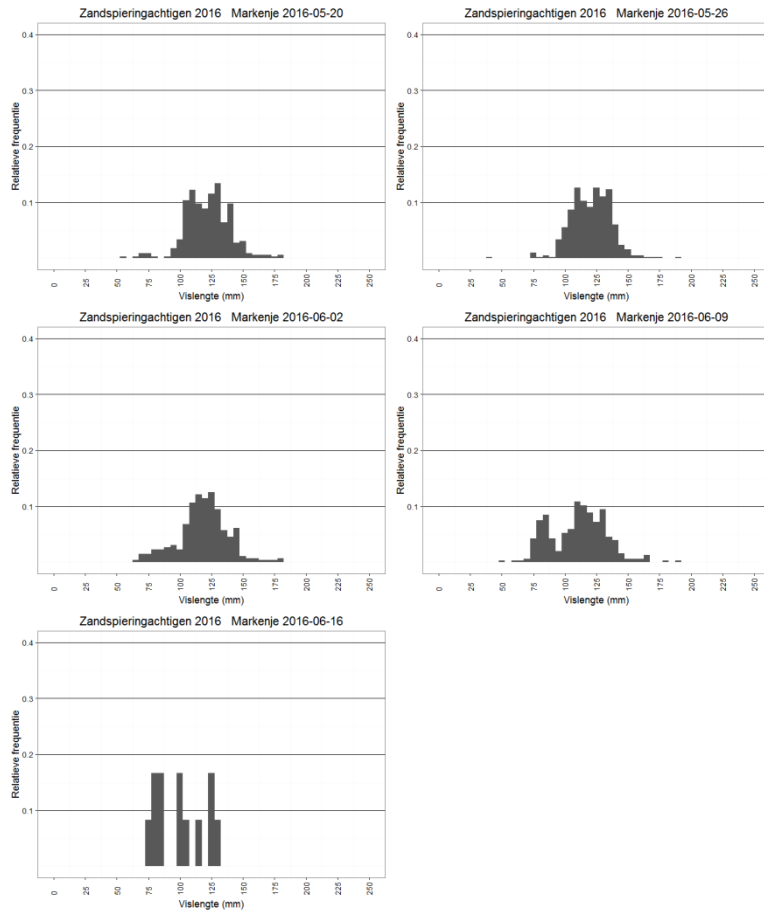 Zandspieringachtigen 2016 Markenje 2016-05-20
0.4
0.3
0.2
0.1
Relatieve frequentie
0 25 50 75 100 125 150 175 200 225 250
Vislengte (mm)
Zandspieringachtigen 2016 Markenje 2016-05-26
0.4
0.3
0.2
0.1
Relatieve frequentie
0 25 50 75 100 125 150 175 200 225 250
Vislengte (mm)
Zandspieringachtigen 2016 Markenje 2016-06-02
0.4
0.3
0.2
0.1
Relatieve frequentie
0 25 50 75 100 125 150 175 200 225 250
Vislengte (mm)
Zandspieringachtigen 2016 Markenje 2016-06-09
0.4
0.3
0.2
0.1
Relatieve frequentie
0 25 50 75 100 125 150 175 200 225 250
Vislengte (mm)
Zandspieringachtigen 2016 Markenje 2016-06-16
0.4
0.3
0.2
0.1
Relatieve frequentie
0 25 50 75 100 125 150 175 200 225 250
Vislengte (mm)